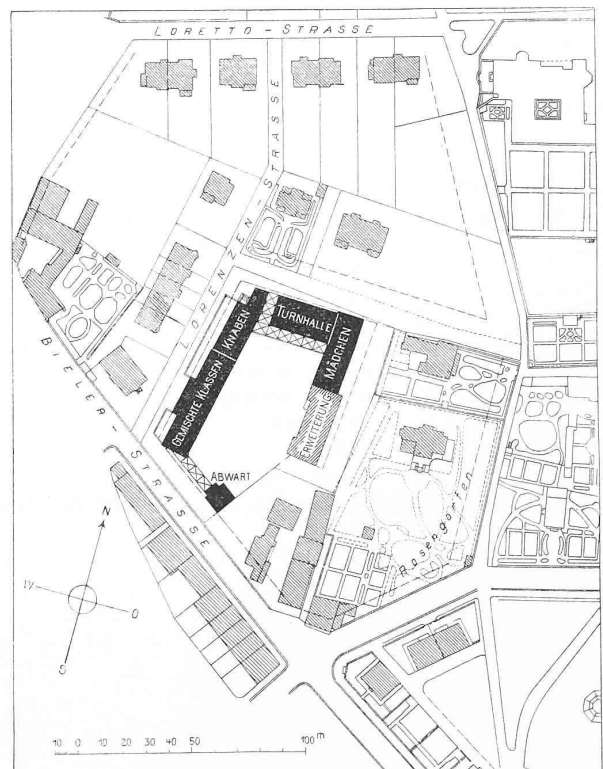 LORETTO - STRASSE
LORENZEN - STRASSE
BIELER - STRASSE
TURNHALLE
KNABEN
MÄDCHEN
GEMISCHTE KLASSEN
ERWEITERUNG
ABWART
Rosengarten
N
W
O
S
10 0 10 20 30 40 50 100 m